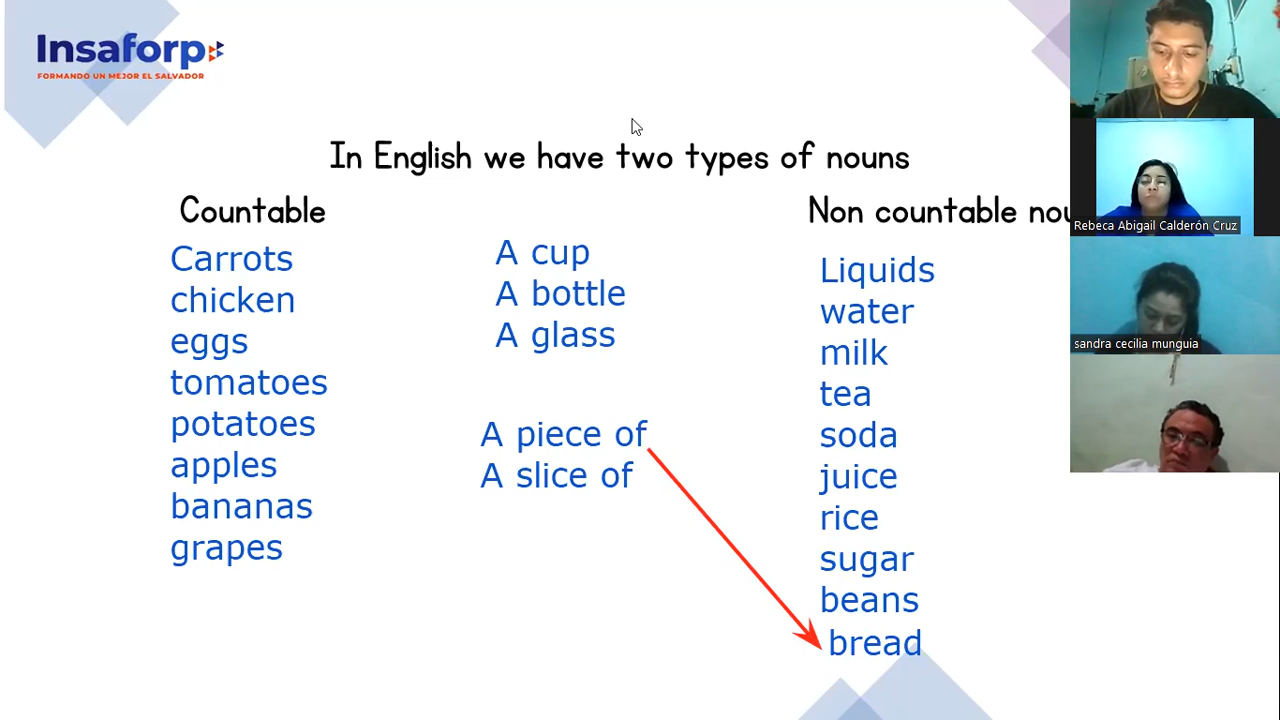 Insaforp
FORMANDO UN MEJOR EL SALVADOR
In English we have two types of nouns
Countable
Carrots
chicken
eggs
tomatoes
potatoes
apples
bananas
grapes
A cup
A bottle
A glass
A piece of
A slice of
Non countable nou
Liquids
water
milk
tea
soda
juice
rice
sugar
beans
bread
Rebeca Abigail Calderón Cruz
sandra cecilia munguia